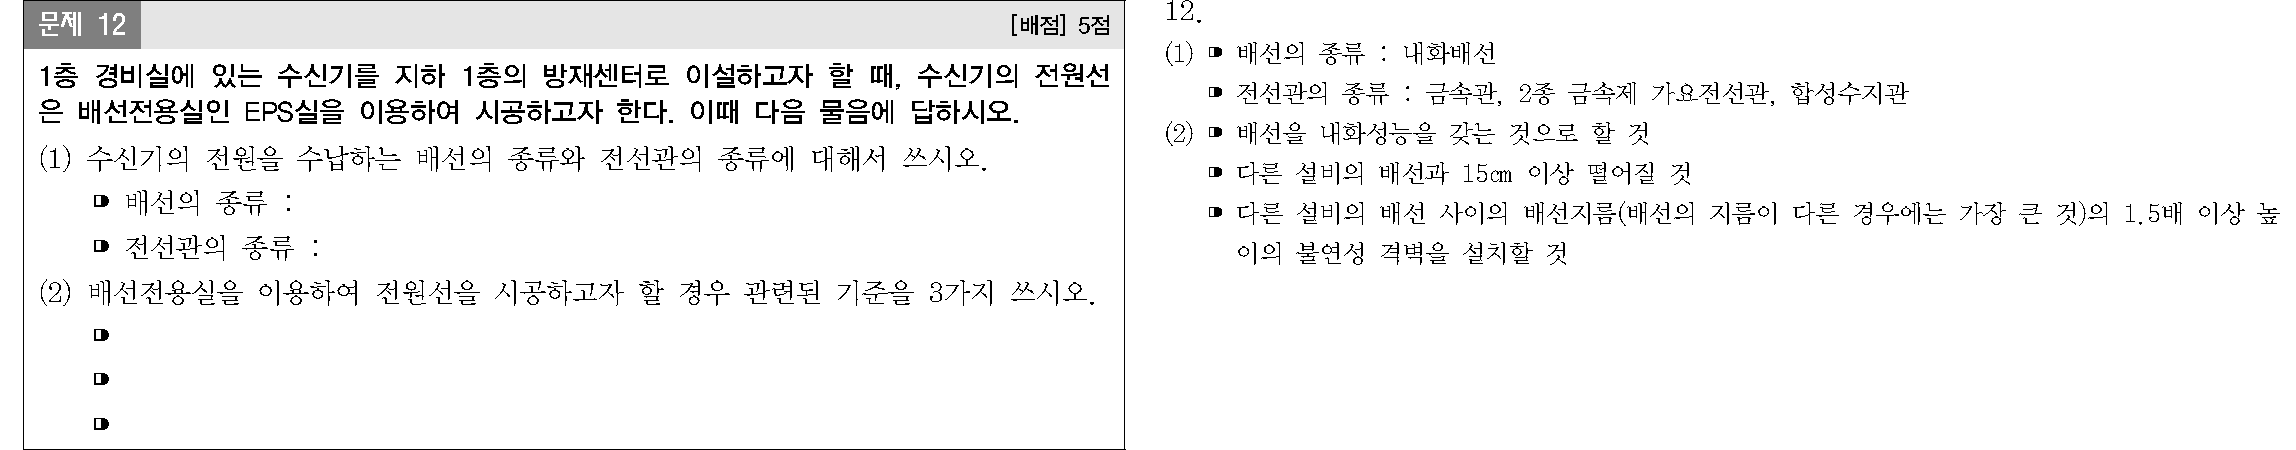 문제 12
[배점] 5점
1층 경비실에 있는 수신기를 지하 1층의 방재센터로 이설하고자 할 때, 수신기의 전원선
은 배선전용실인 EPS실을 이용하여 시공하고자 한다. 이때 다음 물음에 답하시오.
(1) 수신기의 전원을 수납하는 배선의 종류와 전선관의 종류에 대해서 쓰시오.
배선의 종류 :
전선관의 종류 :
(2) 배선전용실을 이용하여 전원선을 시공하고자 할 경우 관련된 기준을 3가지 쓰시오.
12.
(1) 배선의 종류 : 내화배선
전선관의 종류 : 금속관, 2종 금속제 가요전선관, 합성수지관
(2) 배선을 내화성능을 갖는 것으로 할 것
다른 설비의 배선과 15㎝ 이상 떨어질 것
다른 설비의 배선 사이의 배선지름(배선의 지름이 다른 경우에는 가장 큰 것)의 1.5배 이상 높
이의 불연성 격벽을 설치할 것